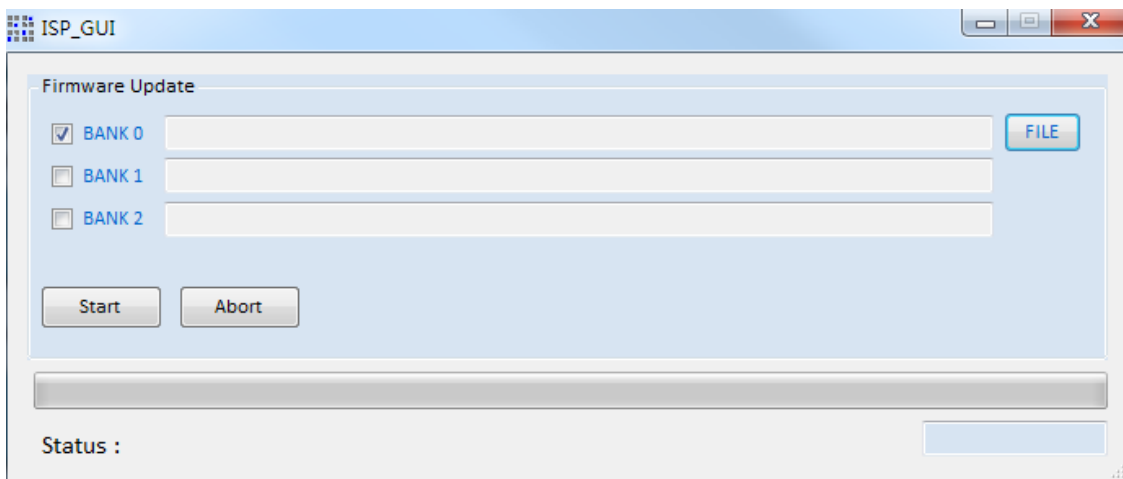 ISP_GUI
Firmware Update
BANK 0 FILE
BANK 1
BANK 2
Start Abort
Status :